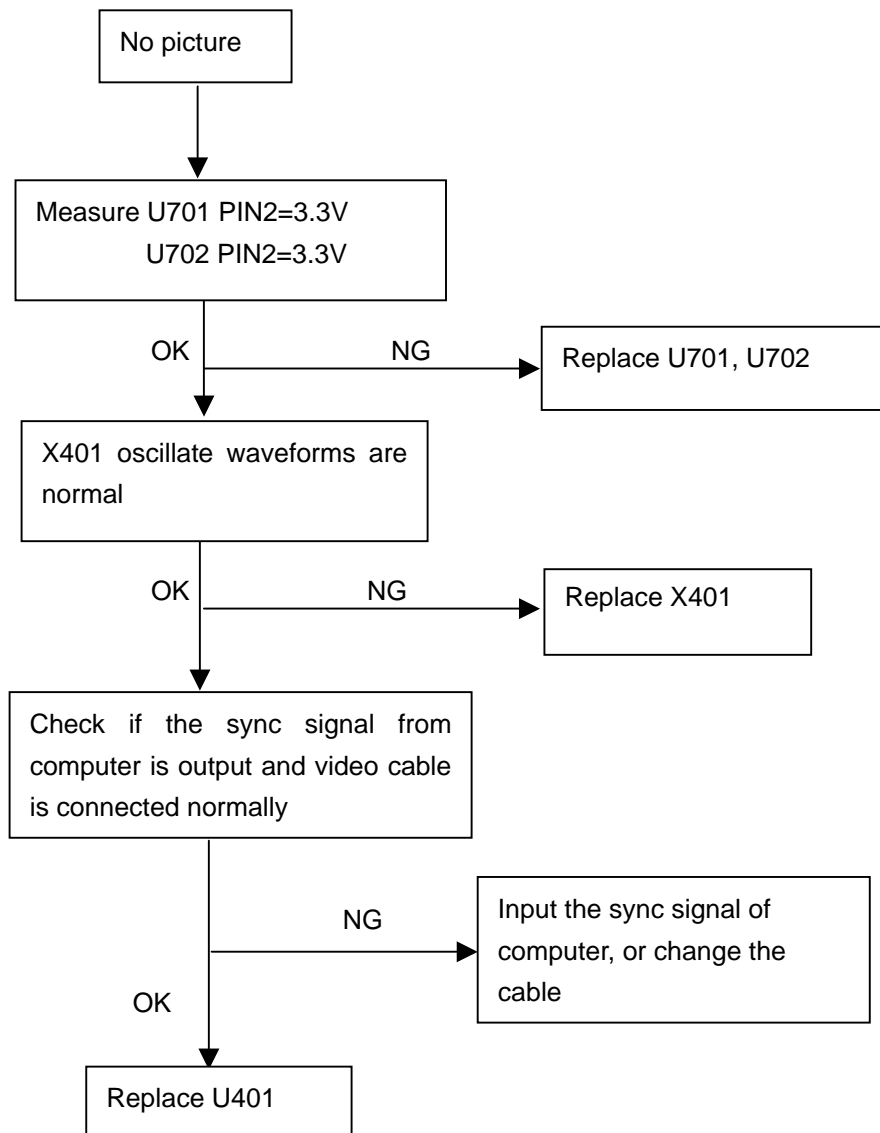 No picture
Measure U701 PIN2=3.3V
U702 PIN2=3.3V
OK
NG
Replace U701, U702
X401 oscillate waveforms are
normal
OK
NG
Replace X401
Check if the sync signal from
computer is output and video cable
is connected normally
NG
Input the sync signal of
computer, or change the
cable
OK
Replace U401